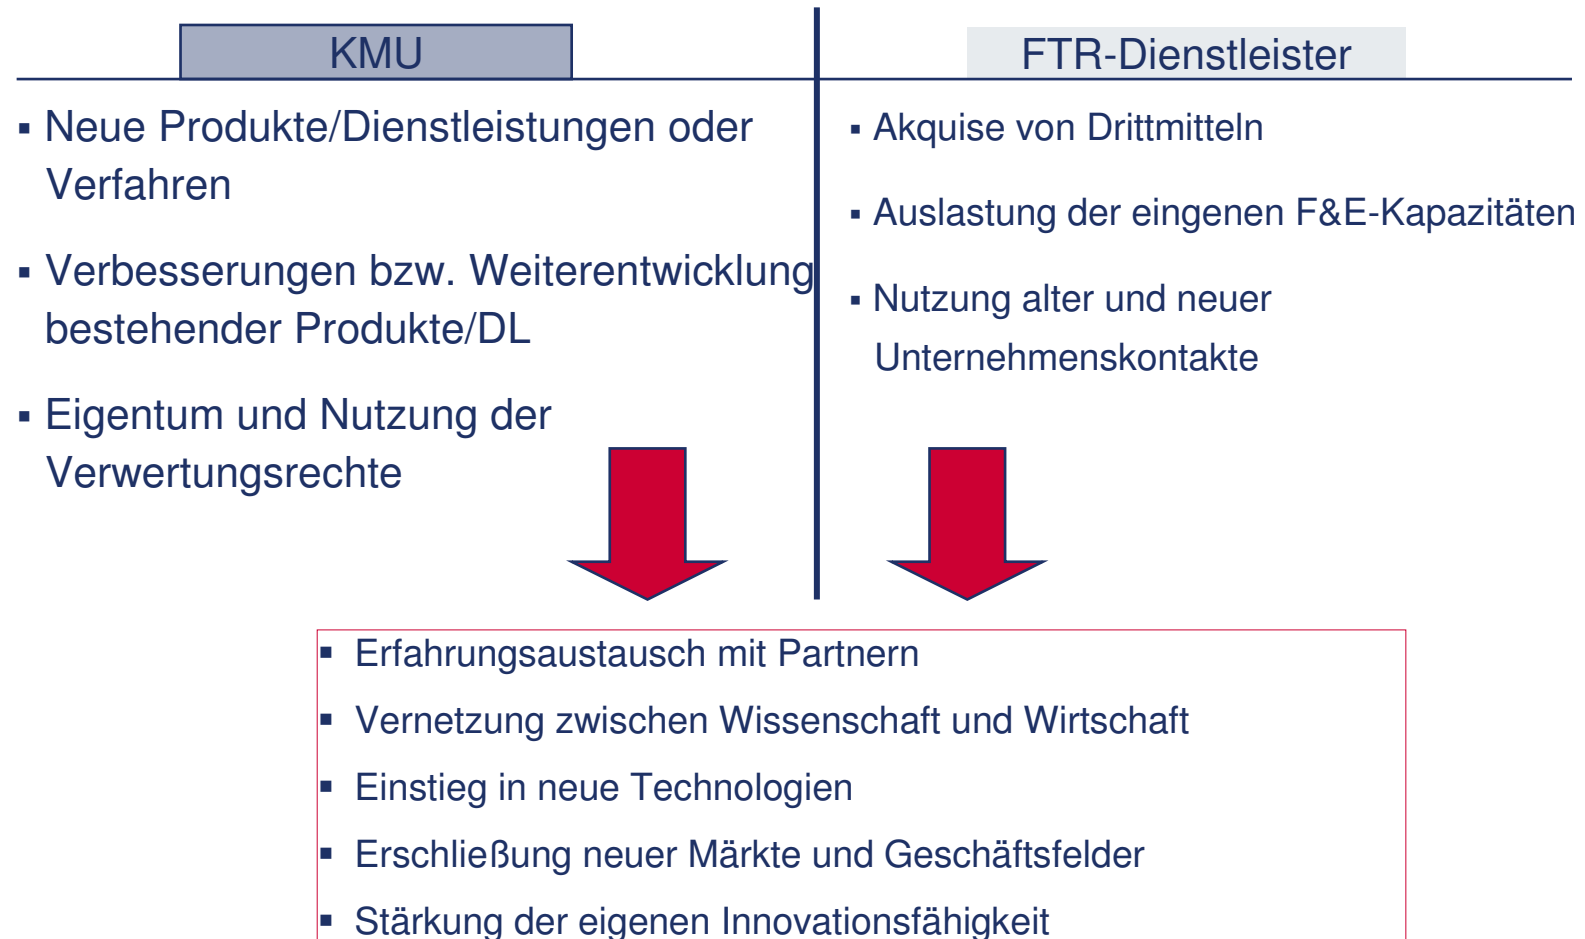 KMU
▪ Neue Produkte/Dienstleistungen oder
Verfahren
▪ Verbesserungen bzw. Weiterentwicklung
bestehender Produkte/DL
▪ Eigentum und Nutzung der
Verwertungsrechte
FTR-Dienstleister
▪ Akquise von Drittmitteln
▪ Auslastung der eingenen F&E-Kapazitäten
▪ Nutzung alter und neuer
Unternehmenskontakte
▪ Erfahrungsaustausch mit Partnern
▪ Vernetzung zwischen Wissenschaft und Wirtschaft
▪ Einstieg in neue Technologien
▪ Erschließung neuer Märkte und Geschäftsfelder
▪ Stärkung der eigenen Innovationsfähigkeit